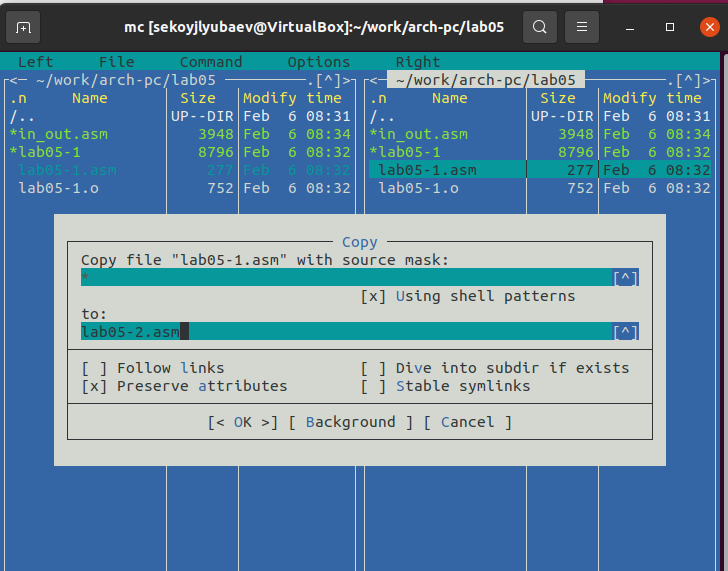 mc [sekoyjlyubaev@VirtualBox]:~/work/arch-pc/lab05
Left File Command Options Right
<─ ~/work/arch-pc/lab05 ─.[^]> <─ ~/work/arch-pc/lab05 ─.[^]>
.n Name Size Modify time .n Name Size Modify time
/.. UP--DIR Feb 6 08:31 /.. UP--DIR Feb 6 08:31
*in_out.asm 3948 Feb 6 08:34 *in_out.asm 3948 Feb 6 08:34
*lab05-1 8796 Feb 6 08:32 *lab05-1 8796 Feb 6 08:32
lab05-1.asm 277 Feb 6 08:32 lab05-1.asm 277 Feb 6 08:32
lab05-1.o 752 Feb 6 08:32 lab05-1.o 752 Feb 6 08:32
Copy
Copy file "lab05-1.asm" with source mask:
* [^]
[x] Using shell patterns
to:
lab05-2.asm [^]
[ ] Follow links [ ] Dive into subdir if exists
[x] Preserve attributes [ ] Stable symlinks
[< OK >] [ Background ] [ Cancel ]